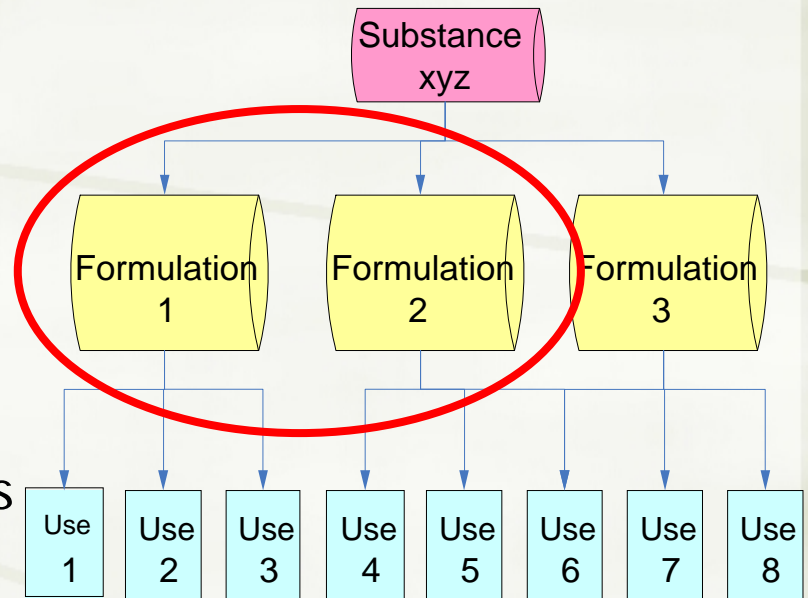 Substance
xyz
Formulation
1
Formulation
2
Formulation
3
s
Use
1
Use
2
Use
3
Use
4
Use
5
Use
6
Use
7
Use
8